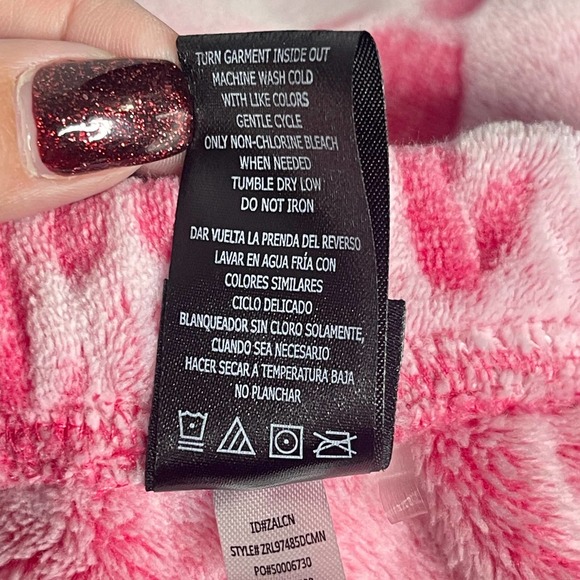 TURN GARMENT INSIDE OUT
MACHINE WASH COLD
WITH LIKE COLORS
GENTLE CYCLE
ONLY NON-CHLORINE BLEACH
WHEN NEEDED
TUMBLE DRY LOW
DO NOT IRON
DAR VUELTA LA PRENDA DEL REVERSO
LAVAR EN AGUA FRÍA CON
COLORES SIMILARES
CICLO DELICADO
BLANQUEADOR SIN CLORO SOLAMENTE,
CUANDO SEA NECESARIO
HACER SECAR A TEMPERATURA BAJA
NO PLANCHAR
ID#ZALCN
STYLE# ZRL97485DCMN
PO#50006730